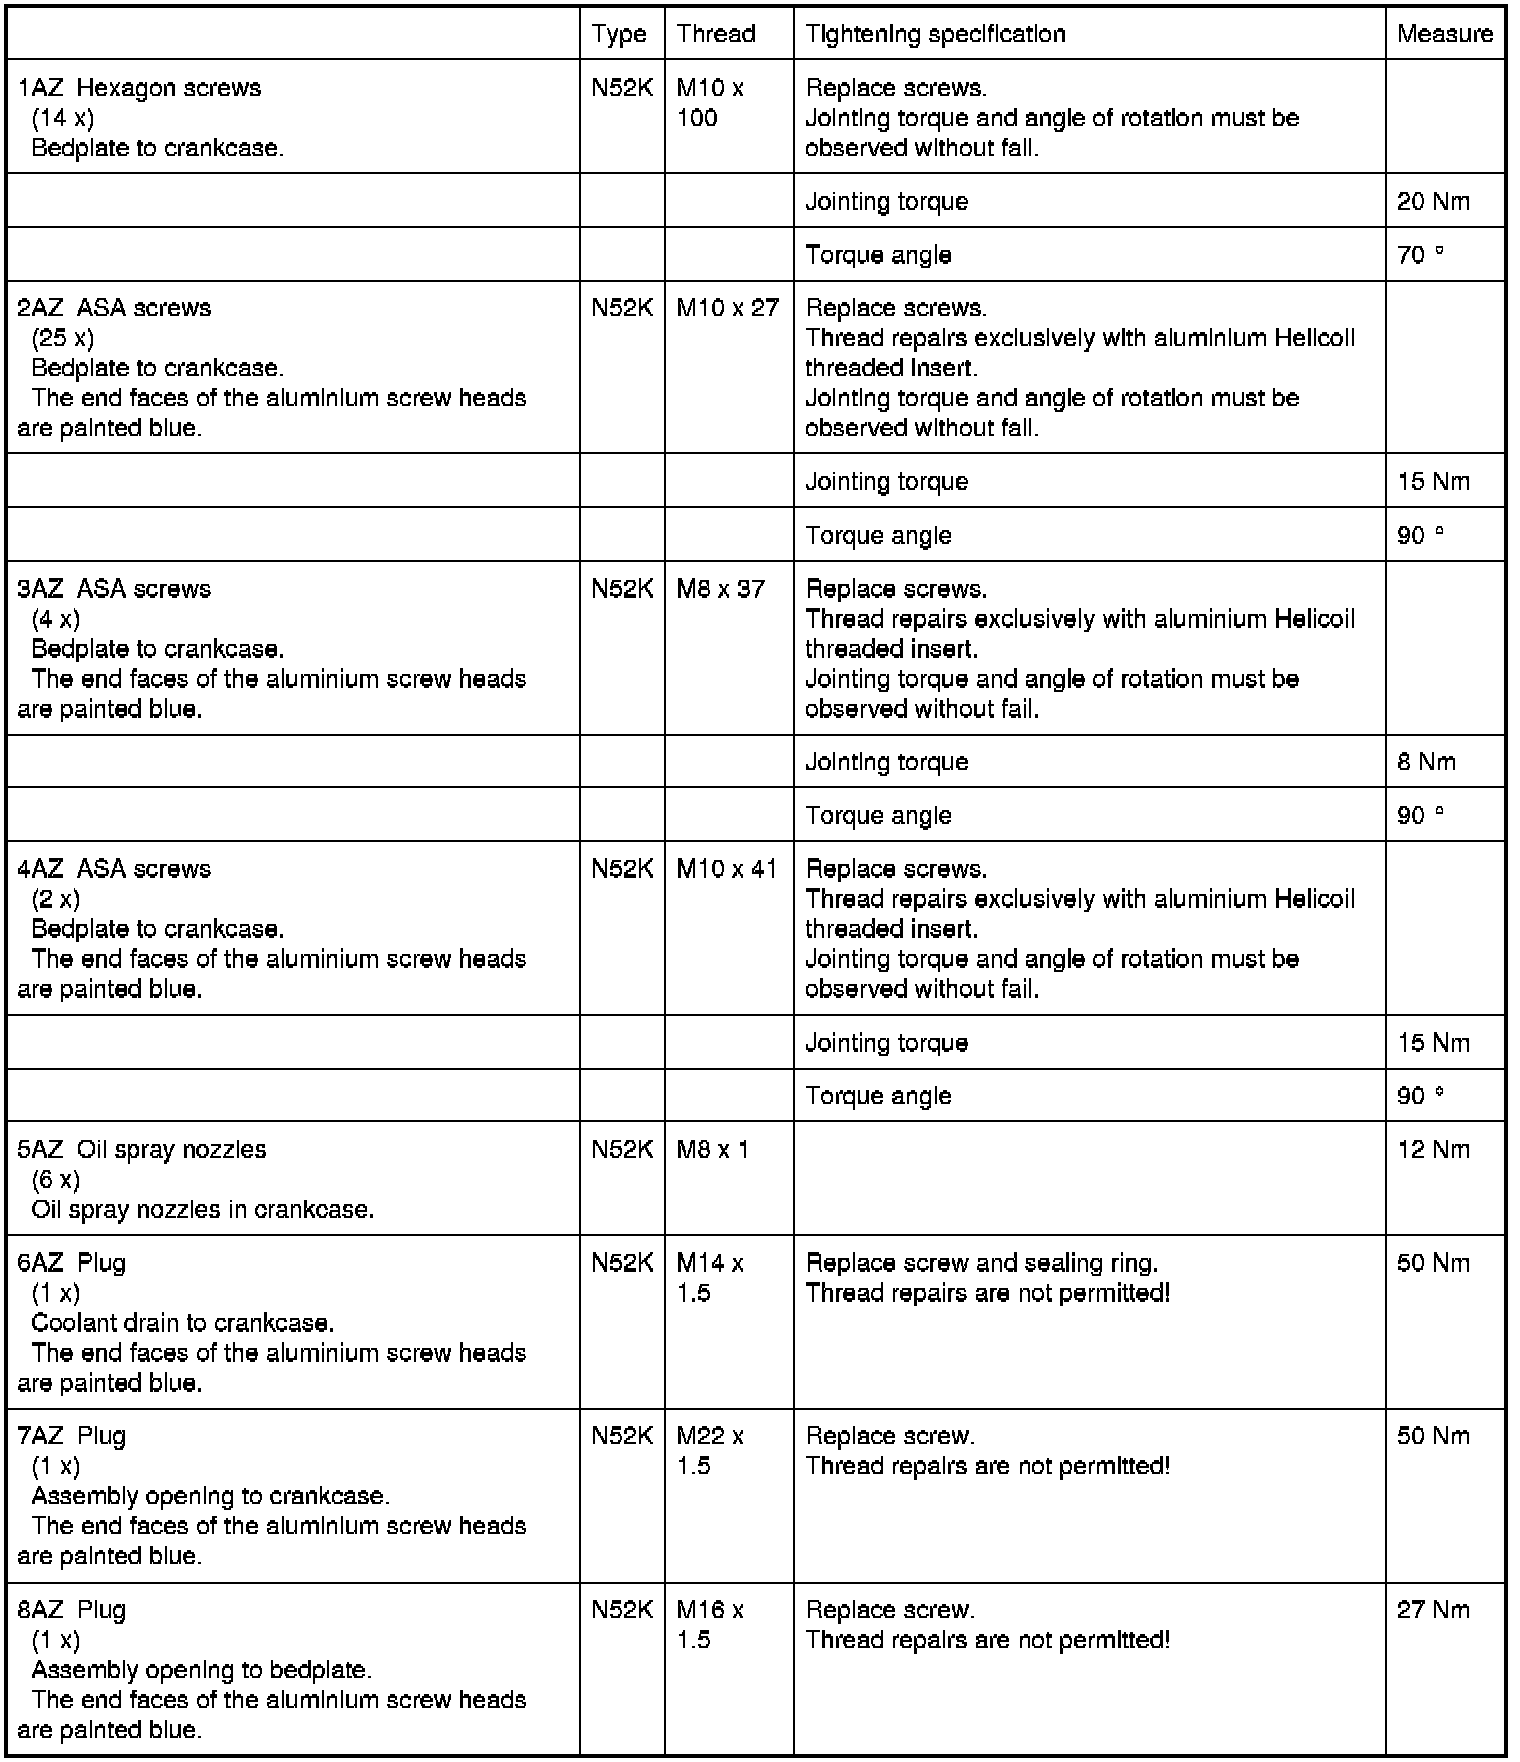 Type Thread Tightening specification Measure
1AZ Hexagon screws N52K M10 x Replace screws.
(14 x) 100 Jointing torque and angle of rotation must be
Bedplate to crankcase. observed without fail.
Jointing torque 20 Nm
Torque angle 70 °
2AZ ASA screws N52K M10 x 27 Replace screws.
(25 x) Thread repairs exclusively with aluminium Helicoil
Bedplate to crankcase. threaded insert.
The end faces of the aluminium screw heads Jointing torque and angle of rotation must be
are painted blue. observed without fail.
Jointing torque 15 Nm
Torque angle 90 °
3AZ ASA screws N52K M8 x 37 Replace screws.
(4 x) Thread repairs exclusively with aluminium Helicoil
Bedplate to crankcase. threaded insert.
The end faces of the aluminium screw heads Jointing torque and angle of rotation must be
are painted blue. observed without fail.
Jointing torque 8 Nm
Torque angle 90 °
4AZ ASA screws N52K M10 x 41 Replace screws.
(2 x) Thread repairs exclusively with aluminium Helicoil
Bedplate to crankcase. threaded insert.
The end faces of the aluminium screw heads Jointing torque and angle of rotation must be
are painted blue. observed without fail.
Jointing torque 15 Nm
Torque angle 90 °
5AZ Oil spray nozzles N52K M8 x 1 12 Nm
(6 x)
Oil spray nozzles in crankcase.
6AZ Plug N52K M14 x Replace screw and sealing ring. 50 Nm
(1 x) 1.5 Thread repairs are not permitted!
Coolant drain to crankcase.
The end faces of the aluminium screw heads
are painted blue.
7AZ Plug N52K M22 x Replace screw. 50 Nm
(1 x) 1.5 Thread repairs are not permitted!
Assembly opening to crankcase.
The end faces of the aluminium screw heads
are painted blue.
8AZ Plug N52K M16 x Replace screw. 27 Nm
(1 x) 1.5 Thread repairs are not permitted!
Assembly opening to bedplate.
The end faces of the aluminium screw heads
are painted blue.